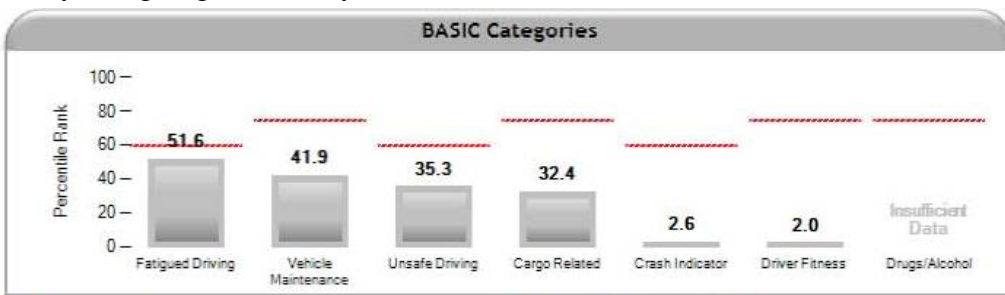 BASIC Categories
Percentile Rank
100
80
60
40
20
0
51.6
41.9
35.3
32.4
2.6
2.0
Insufficient
Data
Fatigued Driving
Vehicle
Maintenance
Unsafe Driving
Cargo Related
Crash Indicator
Driver Fitness
Drugs/Alcohol